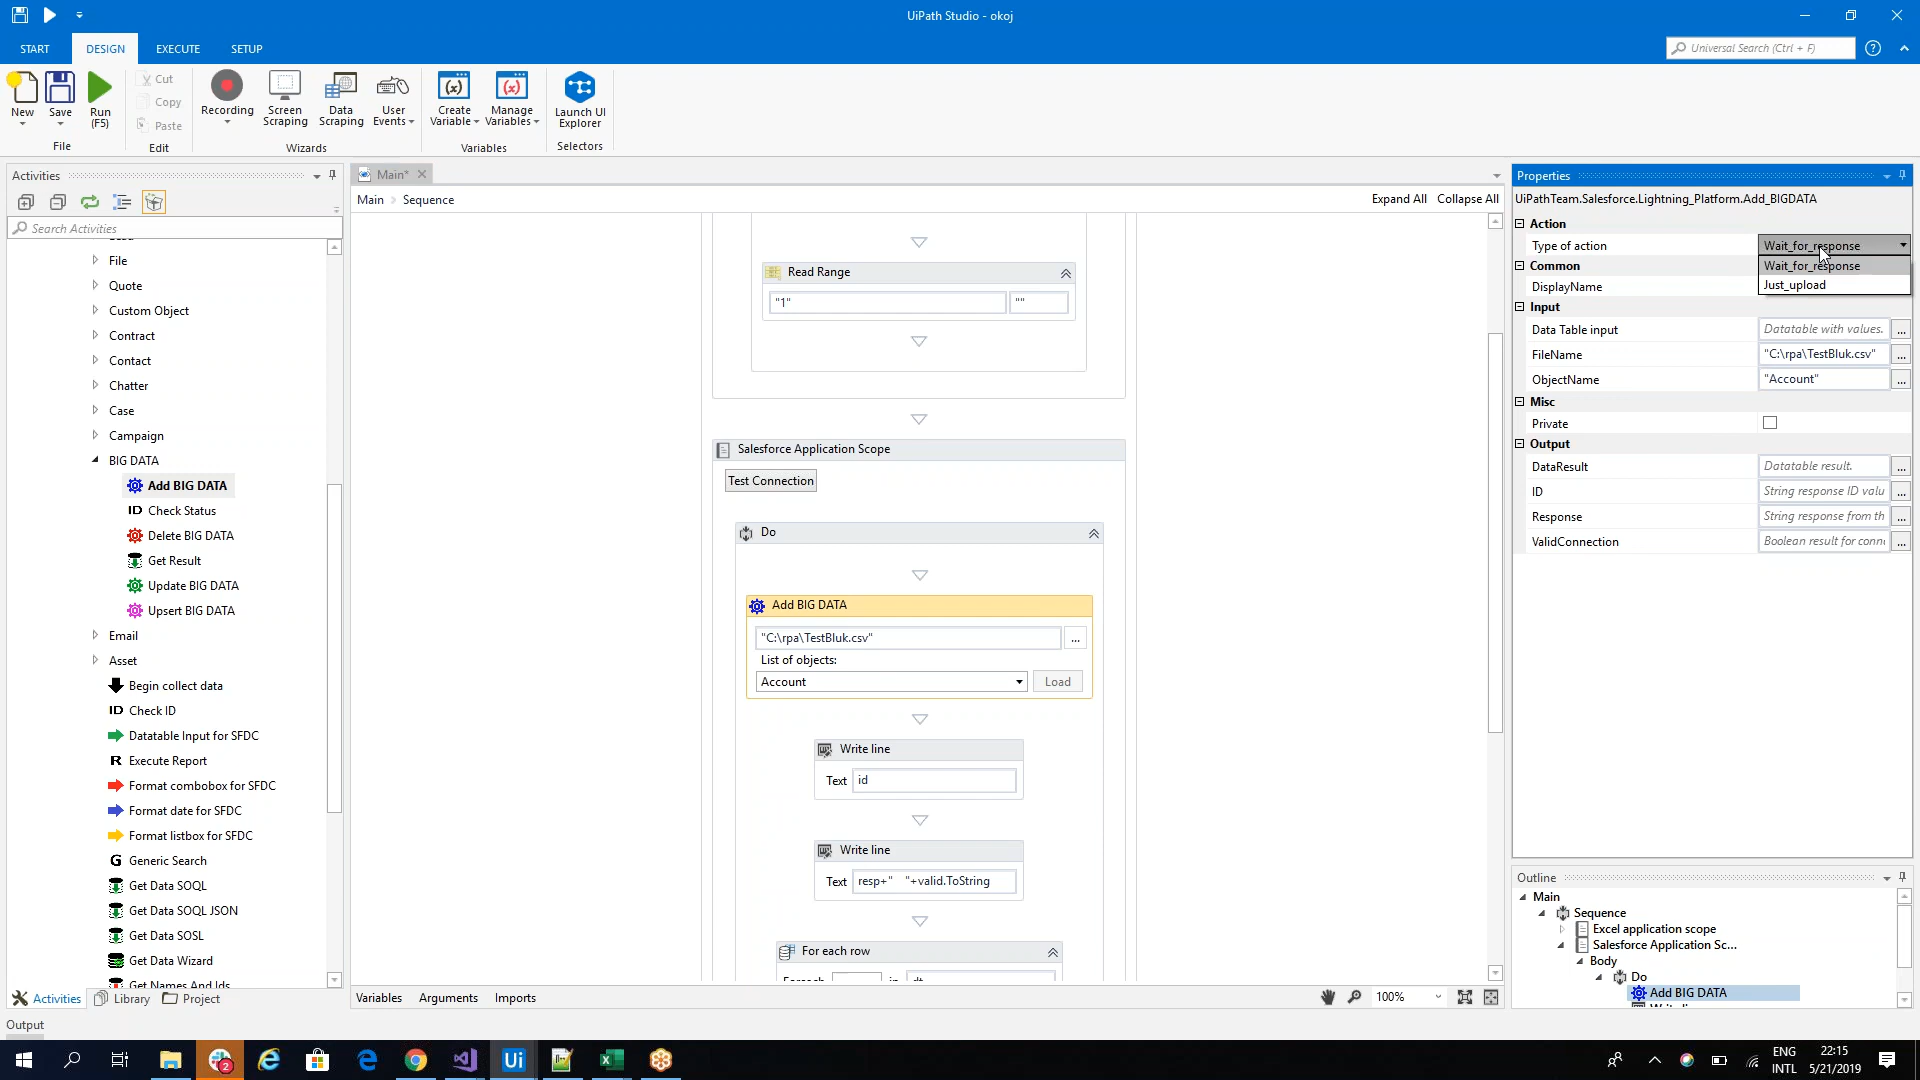 UiPath Studio - okoj
START
DESIGN
EXECUTE
SETUP
Universal Search (Ctrl + F)
New
Save
Run
(F5)
Cut
Copy
Paste
Recording
Screen
Scraping
Data
Scraping
User
Events
Create
Variable
Manage
Variables
Launch UI
Explorer
File
Edit
Wizards
Variables
Selectors
Activities
Search Activities
File
Quote
Custom Object
Contract
Contact
Chatter
Case
Campaign
BIG DATA
Add BIG DATA
ID Check Status
Delete BIG DATA
Get Result
Update BIG DATA
Upsert BIG DATA
Email
Asset
Begin collect data
ID Check ID
Datatable Input for SFDC
R Execute Report
Format combobox for SFDC
Format date for SFDC
Format listbox for SFDC
G Generic Search
Get Data SOQL
Get Data SOQL JSON
Get Data SOSL
Get Data Wizard
Get Names And Ids
Activities
Library
Project
Output
Main*
Main
Sequence
Expand All
Collapse All
Read Range
"1"
""
Salesforce Application Scope
Test Connection
Do
Add BIG DATA
"C:\rpa\TestBluk.csv"
...
List of objects:
Account
Load
Write line
Text
id
Write line
Text
resp+"    "+valid.ToString
For each row
Foreach
in
dt
Variables
Arguments
Imports
100%
Properties
UiPathTeam.Salesforce.Lightning_Platform.Add_BIGDATA
Action
Type of action
Wait_for_response
Wait_for_response
Just_upload
Common
DisplayName
Input
Data Table input
Datatable with values.
...
FileName
"C:\rpa\TestBluk.csv"
...
ObjectName
"Account"
...
Misc
Private
Output
DataResult
Datatable result.
...
ID
String response ID valu
...
Response
String response from th
...
ValidConnection
Boolean result for conn
...
Outline
Main
Sequence
Excel application scope
Salesforce Application Sc...
Body
Do
Add BIG DATA
2
Ui
ENG
INTL
22:15
5/21/2019